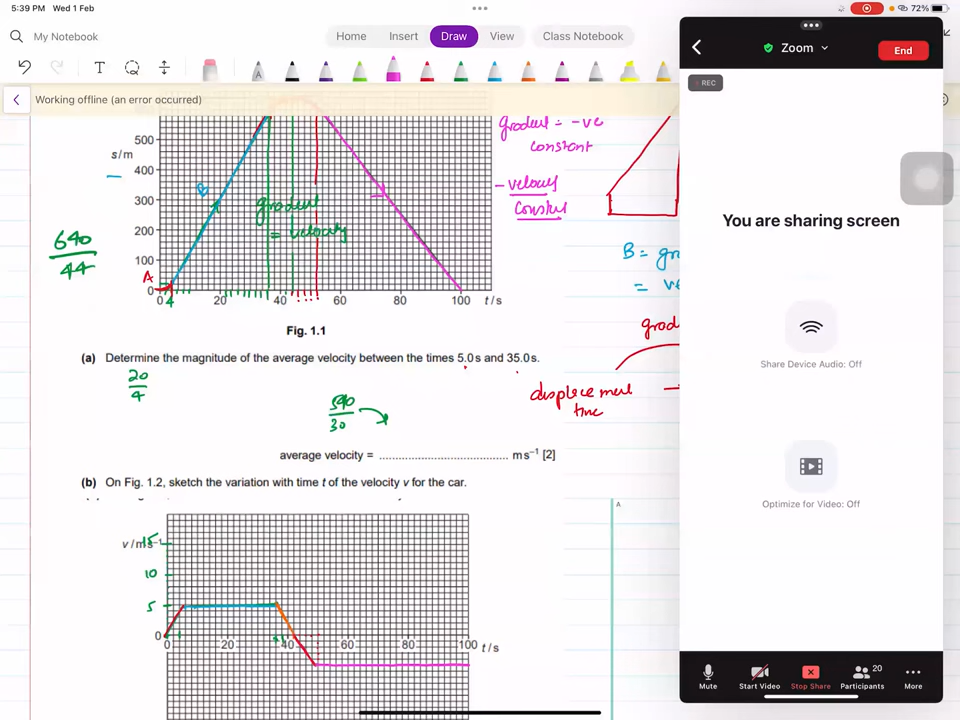 5:39 PM Wed 1 Feb
72%
My Notebook
Home Insert Draw View Class Notebook
Working offline (an error occurred)
Zoom
End
REC
You are sharing screen
Share Device Audio: Off
Optimize for Video: Off
Mute Start Video Stop Share Participants More
20
gradient = -ve
constant
- velocity
constant
500
s/m
400
300
200
100
0
B
gradient
= velocity
640
44
A
0 4 20 40 60 80 100 t/s
B = gr
= ve
Fig. 1.1
grad
(a) Determine the magnitude of the average velocity between the times 5.0s and 35.0s.
20
4
590
30
displacement
time
average velocity = ........................................ ms⁻¹ [2]
(b) On Fig. 1.2, sketch the variation with time t of the velocity v for the car.
A
v/ms⁻¹
15
10
5
0
0 20 40 60 80 100 t/s